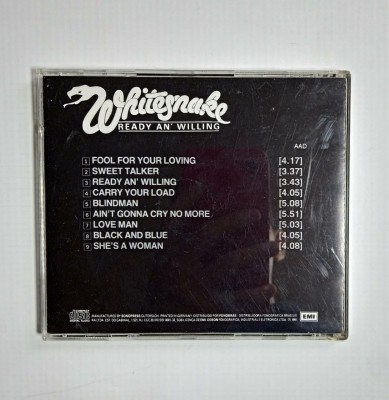 Whitesnake
READY AN' WILLING
AAD
1 FOOL FOR YOUR LOVING [4.17]
2 SWEET TALKER [3.37]
3 READY AN' WILLING [3.43]
4 CARRY YOUR LOAD [4.05]
5 BLINDMAN [5.08]
6 AIN'T GONNA CRY NO MORE [5.51]
7 LOVE MAN [5.03]
8 BLACK AND BLUE [4.05]
9 SHE'S A WOMAN [4.08]
EMI